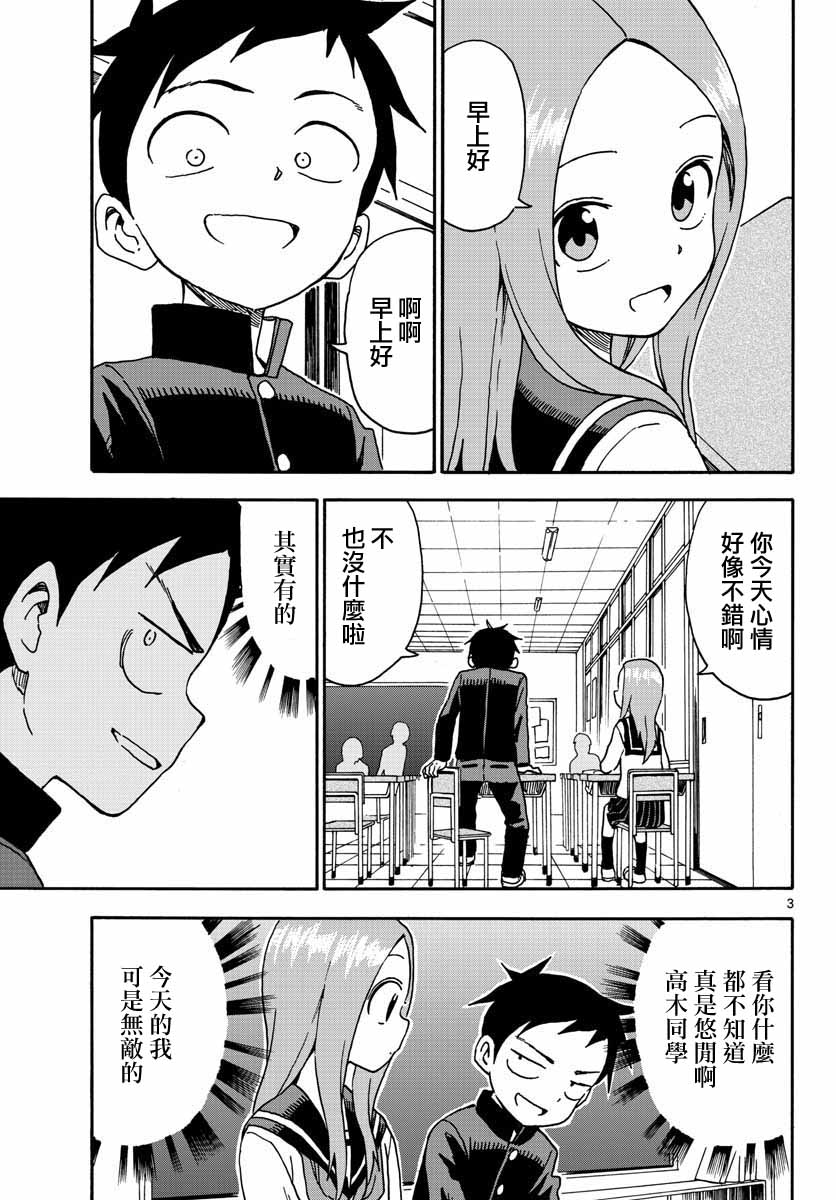 早上好
啊啊
早上好
你今天心情
好像不錯啊
不
也沒什麼啦
其實有的
3
看你什麼
都不知道
真是悠閒啊
高木同學
今天的我
可是無敵的